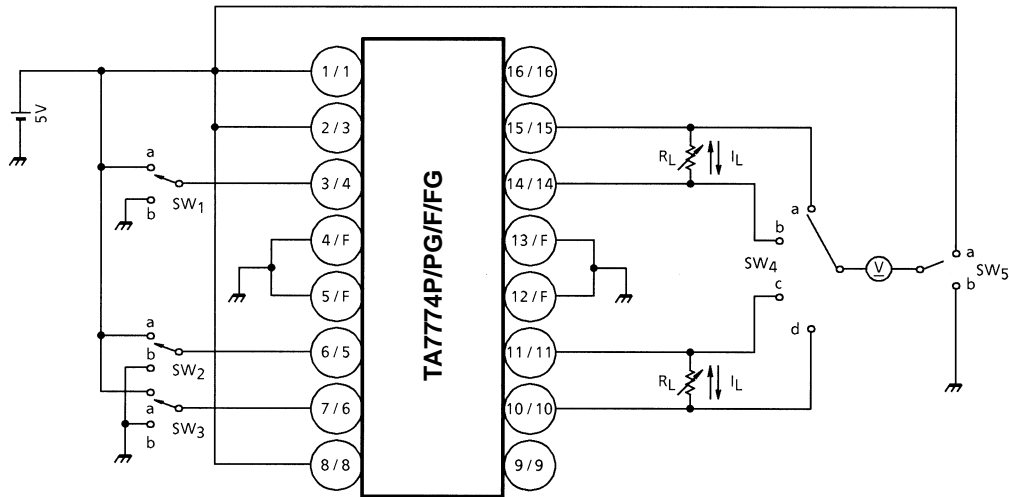 5V
a
b
SW1
a
b
SW2
a
b
SW3
1 / 1
2 / 3
3 / 4
4 / F
5 / F
6 / 5
7 / 6
8 / 8
TA7774P/PG/F/FG
16 / 16
15 / 15
14 / 14
13 / F
12 / F
11 / 11
10 / 10
9 / 9
RL
IL
RL
IL
a
b
SW4
c
d
V
a
SW5
b